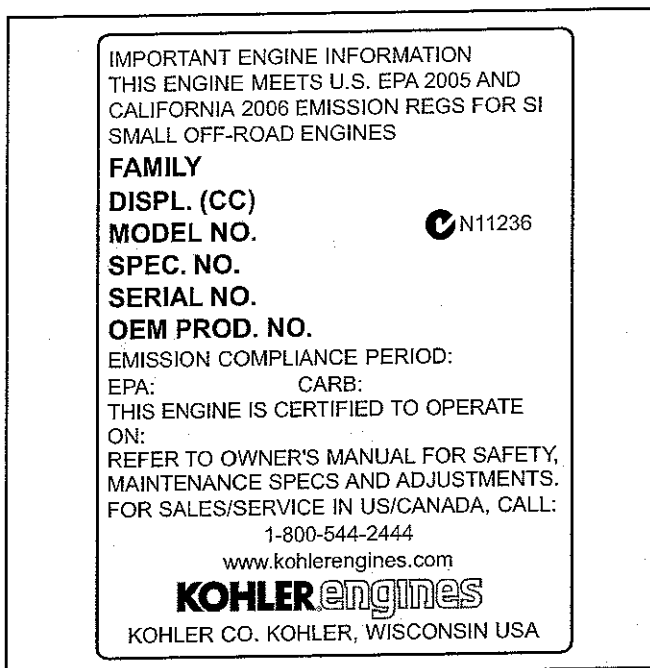 IMPORTANT ENGINE INFORMATION
THIS ENGINE MEETS U.S. EPA 2005 AND
CALIFORNIA 2006 EMISSION REGS FOR SI
SMALL OFF-ROAD ENGINES
FAMILY
DISPL. (CC)
MODEL NO.
N11236
SPEC. NO.
SERIAL NO.
OEM PROD. NO.
EMISSION COMPLIANCE PERIOD:
EPA: CARB:
THIS ENGINE IS CERTIFIED TO OPERATE
ON:
REFER TO OWNER'S MANUAL FOR SAFETY,
MAINTENANCE SPECS AND ADJUSTMENTS.
FOR SALES/SERVICE IN US/CANADA, CALL:
1-800-544-2444
www.kohlerengines.com
KOHLER engines
KOHLER CO. KOHLER, WISCONSIN USA